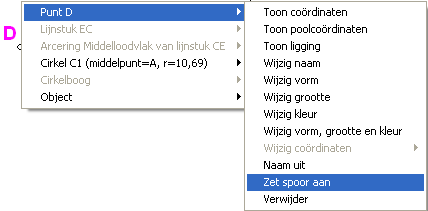 D
Punt D
Lijnstuk EC
Arcering Middelloodvlak van lijnstuk CE
Cirkel C1 (middelpunt=A, r=10,69)
Cirkelboog
Object
Toon coördinaten
Toon poolcoördinaten
Toon ligging
Wijzig naam
Wijzig vorm
Wijzig grootte
Wijzig kleur
Wijzig vorm, grootte en kleur
Wijzig coördinaten
Naam uit
Zet spoor aan
Verwijder